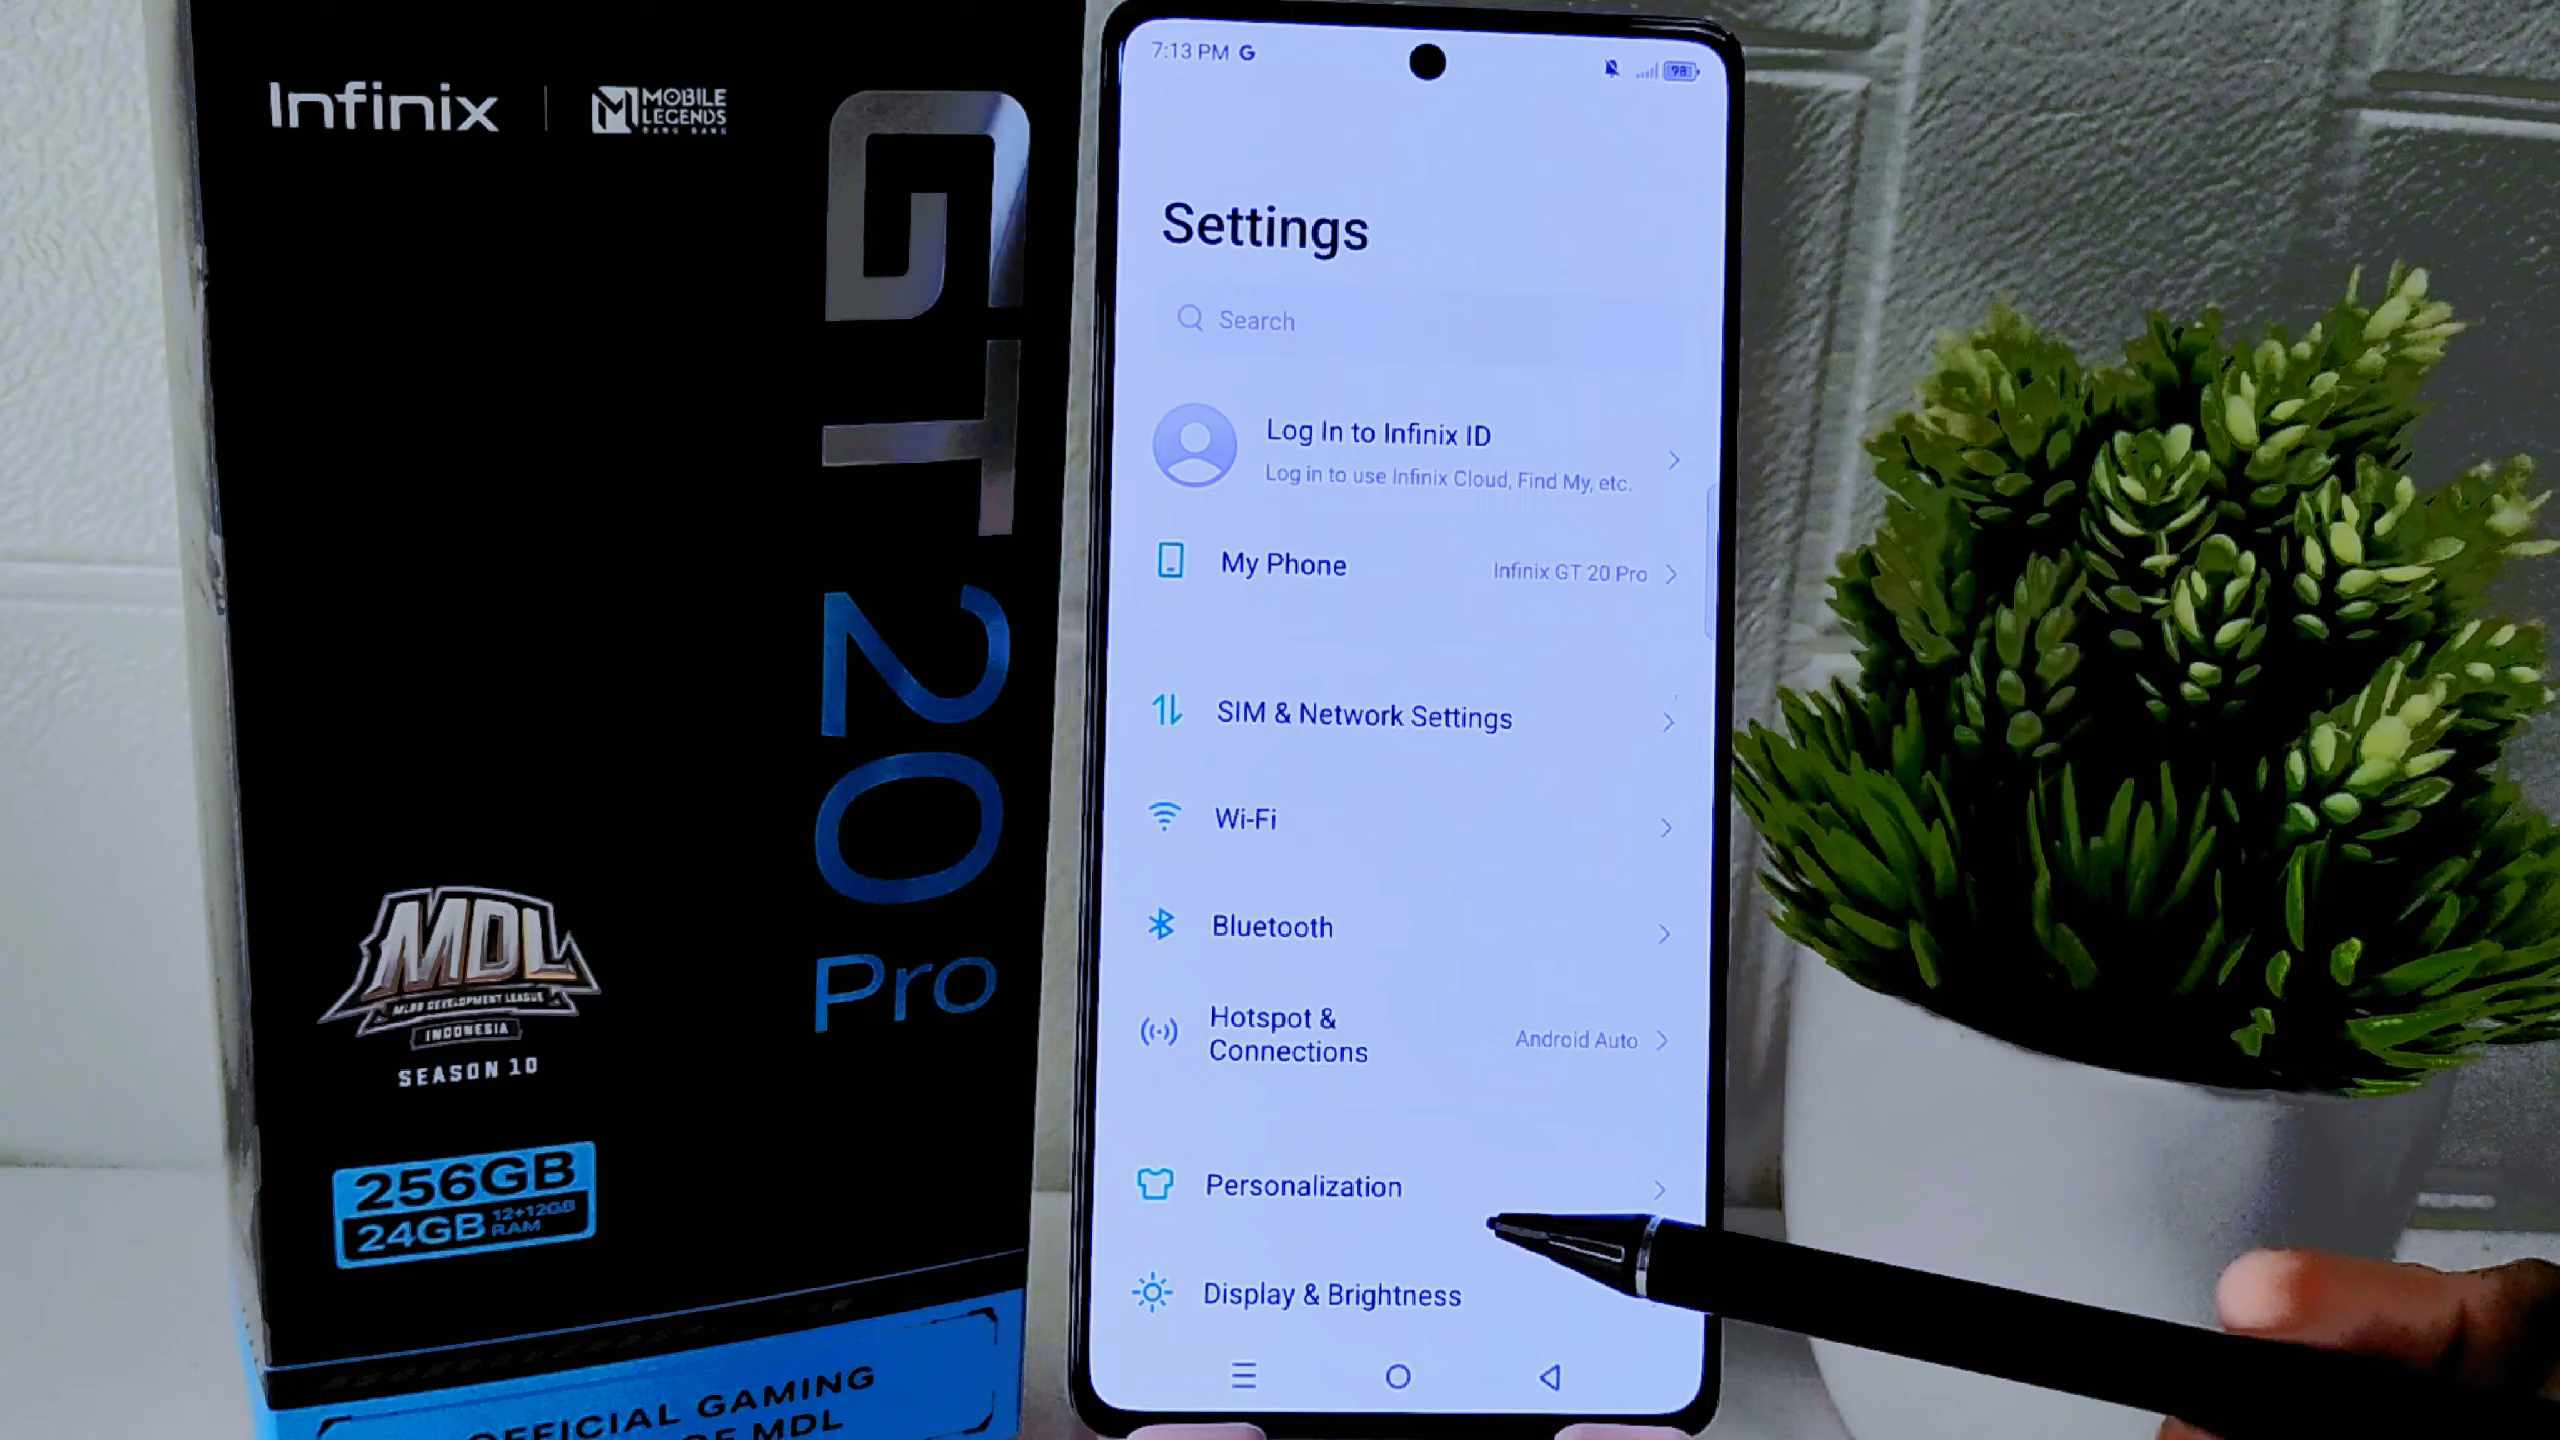 Infinix
MOBILE
LEGENDS
BANG BANG
GT 20 Pro
MDL
MLBB DEVELOPMENT LEAGUE
INDONESIA
SEASON 10
256GB
24GB 12+12GB RAM
OFFICIAL GAMING
OF MDL
7:13 PM G
98
Settings
Search
Log In to Infinix ID
Log in to use Infinix Cloud, Find My, etc.
My Phone
Infinix GT 20 Pro
SIM & Network Settings
Wi-Fi
Bluetooth
Hotspot &
Connections
Android Auto
Personalization
Display & Brightness